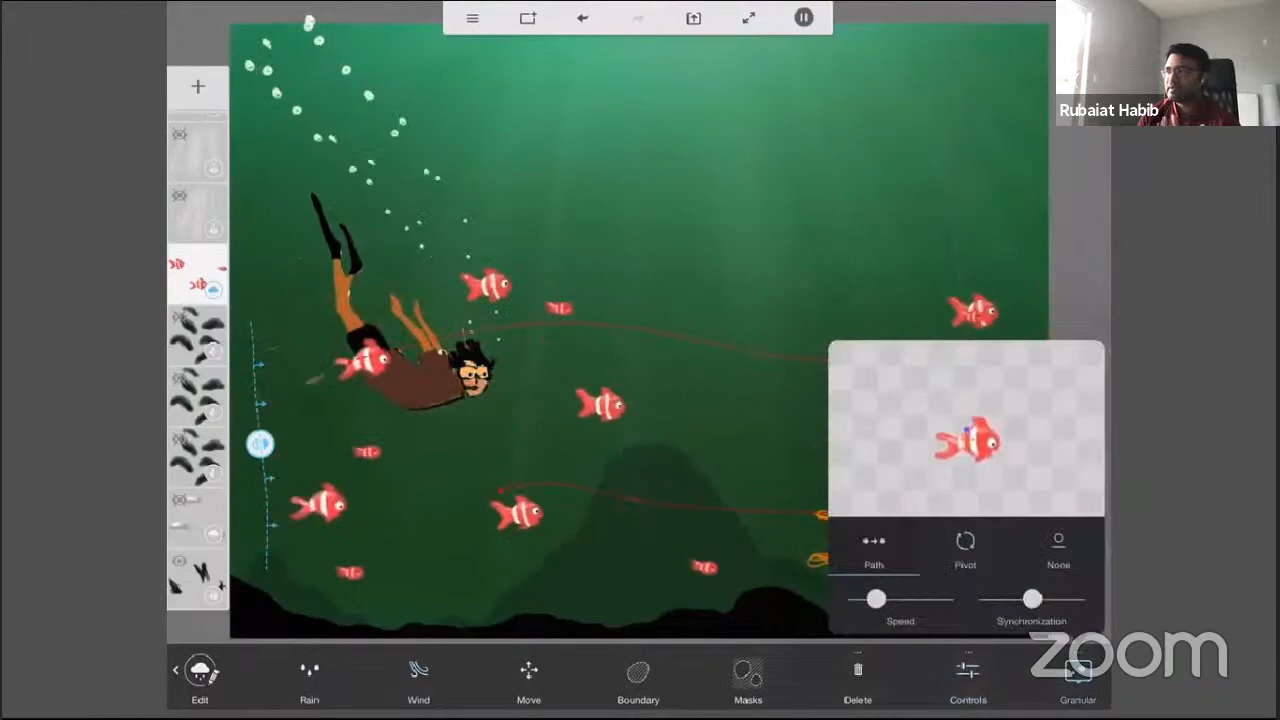 Rubaiat Habib
Path
Pivot
None
Speed
Synchronization
zoom
Edit
Rain
Wind
Move
Boundary
Masks
Delete
Controls
Granular